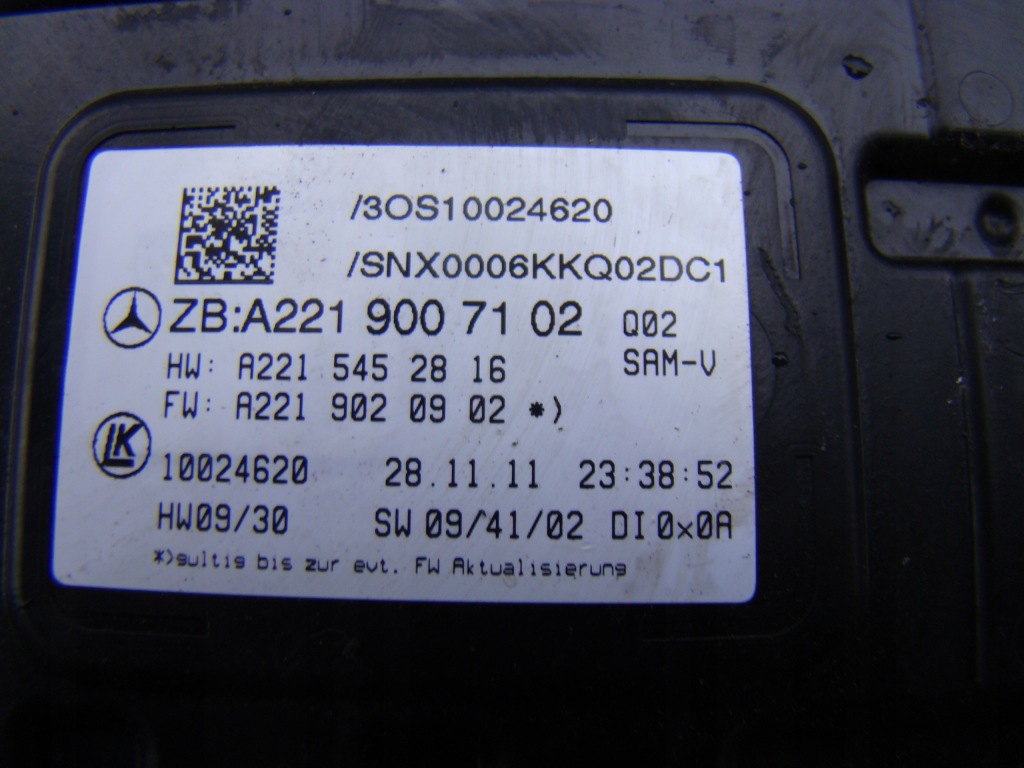 /3OS10024620
/SNX0006KKQ02DC1
ZB:A221 900 71 02 Q02
HW: A221 545 28 16 SAM-V
FW: A221 902 09 02 *)
LK
10024620 28.11.11 23:38:52
HW09/30 SW 09/41/02 DI 0x0A
*)gultig bis zur evt. FW Aktualisierung